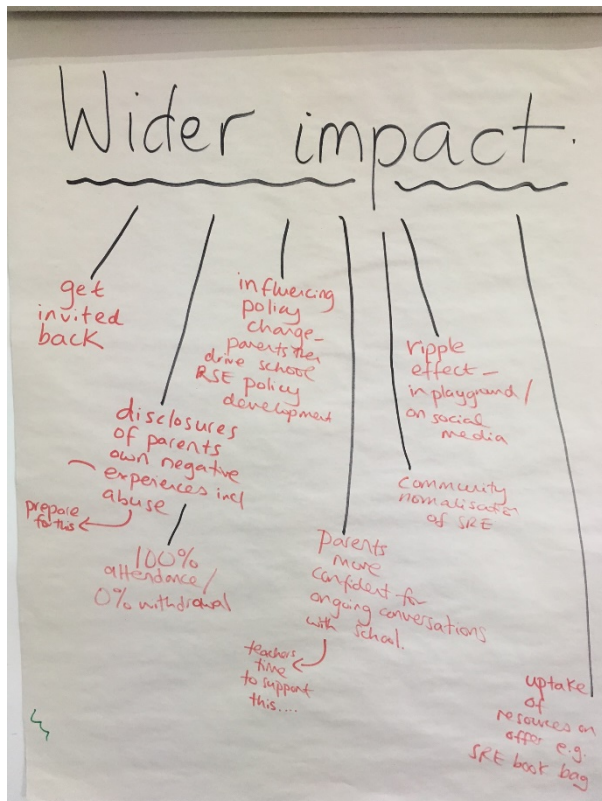 Wider impact.
get
invited
back
disclosures
of parents
own negative
experiences incl
abuse
prepare
for this
100%
attendance/
0% withdrawal
influencing
policy
change_
parents then
drive school
RSE policy
development
parents
more
confident for
ongoing conversations
with school.
teachers
time
to support
this....
community
normalisation
of SRE
ripple
effect –
in playground/
on social
media
uptake
of
resources on
offer e.g.
SRE book bag